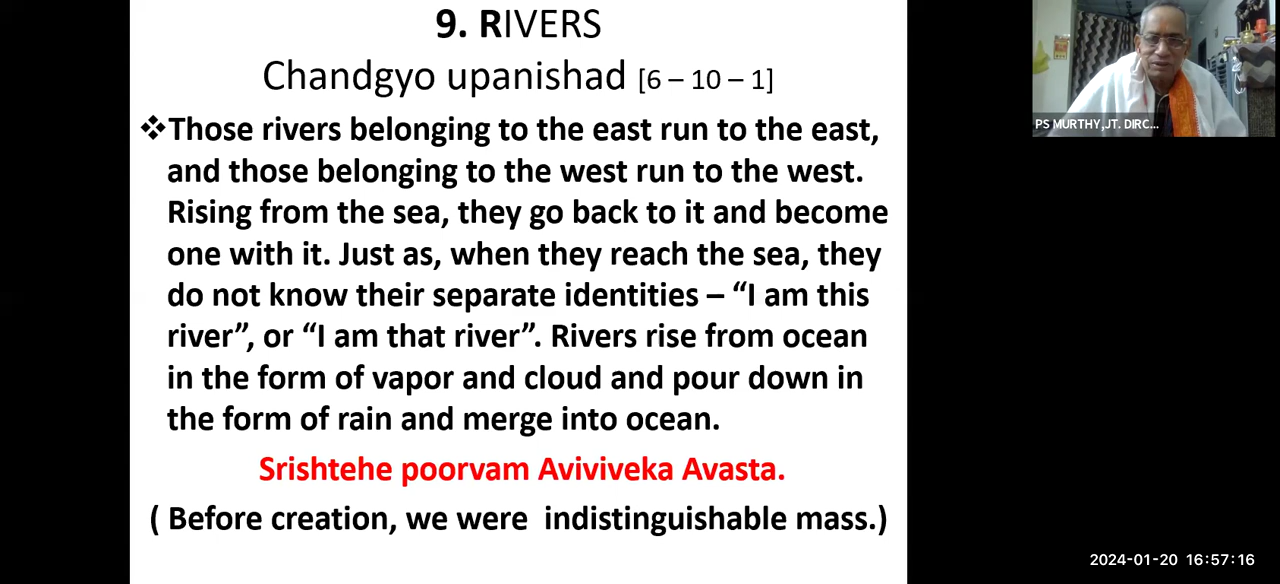 9. RIVERS
Chandgyo upanishad [6 – 10 – 1]
❖Those rivers belonging to the east run to the east,
and those belonging to the west run to the west.
Rising from the sea, they go back to it and become
one with it. Just as, when they reach the sea, they
do not know their separate identities – “I am this
river”, or “I am that river”. Rivers rise from ocean
in the form of vapor and cloud and pour down in
the form of rain and merge into ocean.
Srishtehe poorvam Aviviveka Avasta.
( Before creation, we were indistinguishable mass.)
PS MURTHY,JT. DIRC...
2024-01-20 16:57:16